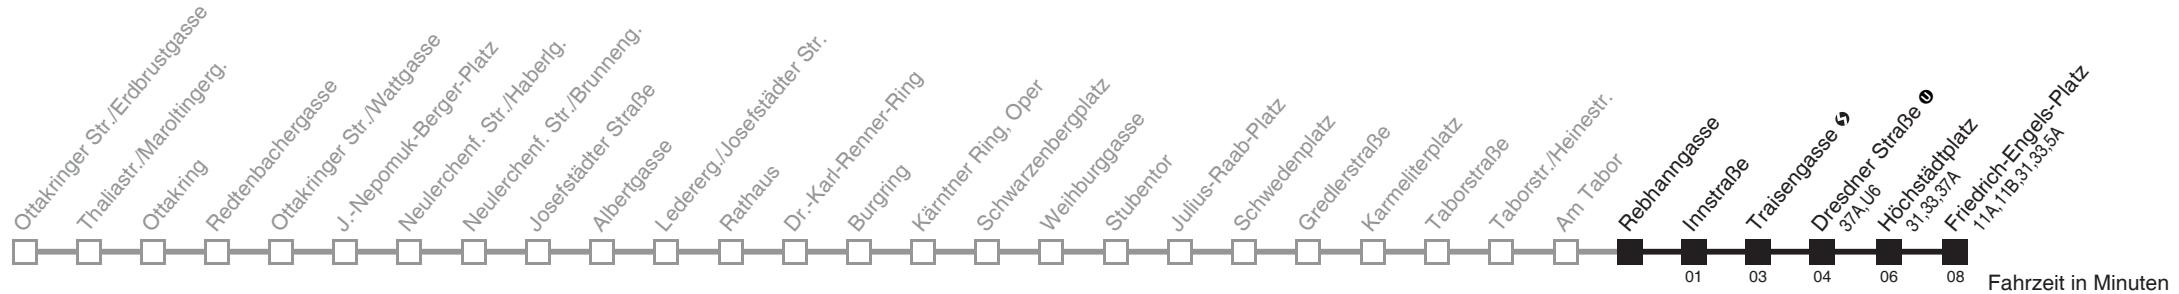 Ottakringer Str./Erdbrustgasse
Thaliastr./Maroltingerg.
Ottakring
Redtenbachergasse
Ottakringer Str./Wattgasse
J.-Nepomuk-Berger-Platz
Neulerchenf. Str./Haberlg.
Neulerchenf. Str./Brunneng.
Josefstädter Straße
Albertgasse
Ledererg./Josefstädter Str.
Rathaus
Dr.-Karl-Renner-Ring
Burgring
Kärntner Ring, Oper
Schwarzenbergplatz
Weihburggasse
Stubentor
Julius-Raab-Platz
Schwedenplatz
Gredlerstraße
Karmeliterplatz
Taborstraße
Taborstr./Heinestr.
Am Tabor
Rebhanngasse
Innstraße
Traisengasse S
Dresdner Straße U
37A,U6
Höchstädtplatz
31,33,37A
Friedrich-Engels-Platz
11A,11B,31,33,5A
01 03 04 06 08
Fahrzeit in Minuten